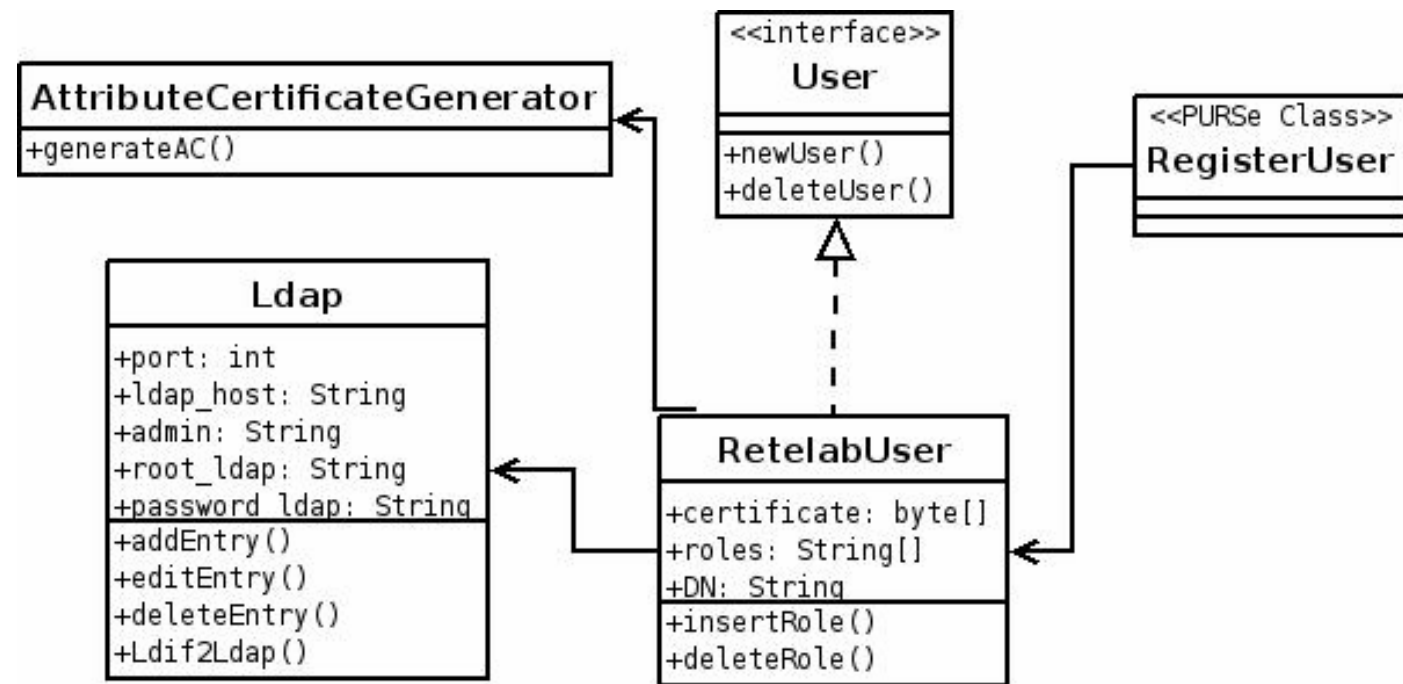 <<interface>>
User
+newUser()
+deleteUser()
AttributeCertificateGenerator
+generateAC()
<<PURSe Class>>
RegisterUser
Ldap
+port: int
+ldap_host: String
+admin: String
+root_ldap: String
+password_ldap: String
+addEntry()
+editEntry()
+deleteEntry()
+Ldif2Ldap()
RetelabUser
+certificate: byte[]
+roles: String[]
+DN: String
+insertRole()
+deleteRole()